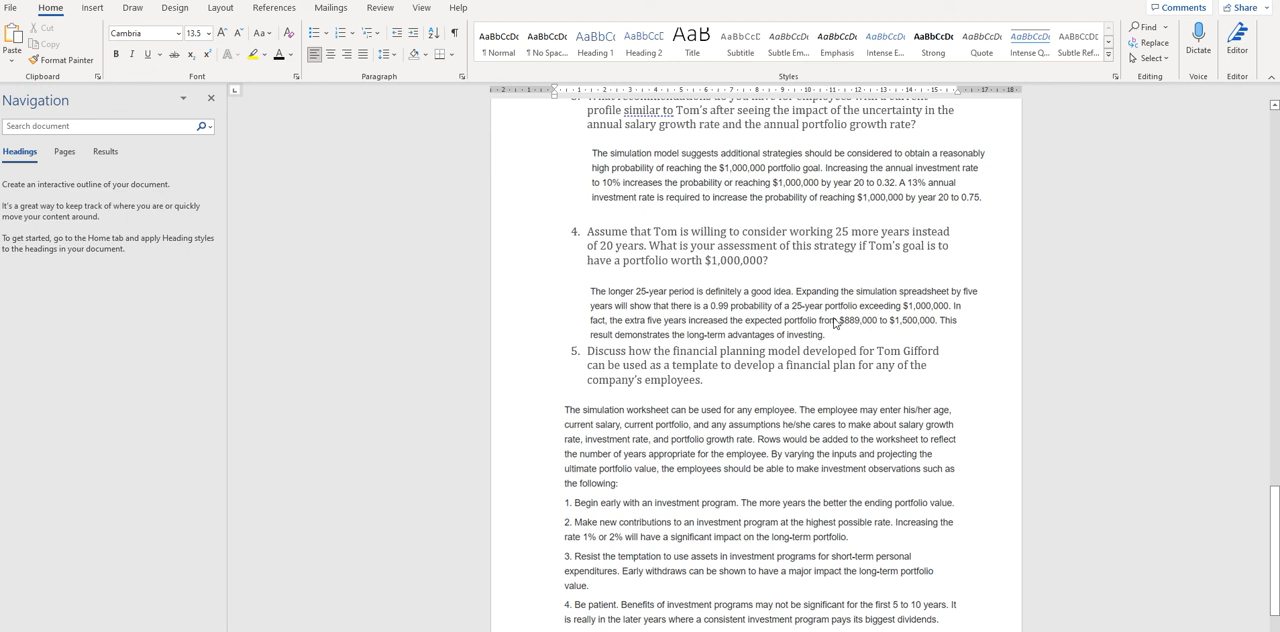 File Home Insert Draw Design Layout References Mailings Review View Help Comments Share
Cut
Copy
Paste
Format Painter
Clipboard
Cambria 13.5
Font
Paragraph
AaBbCcDc AaBbCcDc AaBbCc AaBbCcC AaB AaBbCcD AaBbCcDc AaBbCcDc AaBbCcDc AaBbCcDc AaBbCcDc AaBbCcDc AABBCCDC
¶ Normal ¶ No Spac... Heading 1 Heading 2 Title Subtitle Subtle Em... Emphasis Intense E... Strong Quote Intense Q... Subtle Ref...
Styles
Find
Replace
Select
Editing
Dictate
Voice
Editor
Editor
Navigation
Search document
Headings Pages Results
Create an interactive outline of your document.
It's a great way to keep track of where you are or quickly
move your content around.
To get started, go to the Home tab and apply Heading styles
to the headings in your document.
profile similar to Tom's after seeing the impact of the uncertainty in the
annual salary growth rate and the annual portfolio growth rate?
The simulation model suggests additional strategies should be considered to obtain a reasonably
high probability of reaching the $1,000,000 portfolio goal. Increasing the annual investment rate
to 10% increases the probability or reaching $1,000,000 by year 20 to 0.32. A 13% annual
investment rate is required to increase the probability of reaching $1,000,000 by year 20 to 0.75.
4. Assume that Tom is willing to consider working 25 more years instead
of 20 years. What is your assessment of this strategy if Tom's goal is to
have a portfolio worth $1,000,000?
The longer 25-year period is definitely a good idea. Expanding the simulation spreadsheet by five
years will show that there is a 0.99 probability of a 25-year portfolio exceeding $1,000,000. In
fact, the extra five years increased the expected portfolio from $889,000 to $1,500,000. This
result demonstrates the long-term advantages of investing.
5. Discuss how the financial planning model developed for Tom Gifford
can be used as a template to develop a financial plan for any of the
company's employees.
The simulation worksheet can be used for any employee. The employee may enter his/her age,
current salary, current portfolio, and any assumptions he/she cares to make about salary growth
rate, investment rate, and portfolio growth rate. Rows would be added to the worksheet to reflect
the number of years appropriate for the employee. By varying the inputs and projecting the
ultimate portfolio value, the employees should be able to make investment observations such as
the following:
1. Begin early with an investment program. The more years the better the ending portfolio value.
2. Make new contributions to an investment program at the highest possible rate. Increasing the
rate 1% or 2% will have a significant impact on the long-term portfolio.
3. Resist the temptation to use assets in investment programs for short-term personal
expenditures. Early withdraws can be shown to have a major impact the long-term portfolio
value.
4. Be patient. Benefits of investment programs may not be significant for the first 5 to 10 years. It
is really in the later years where a consistent investment program pays its biggest dividends.